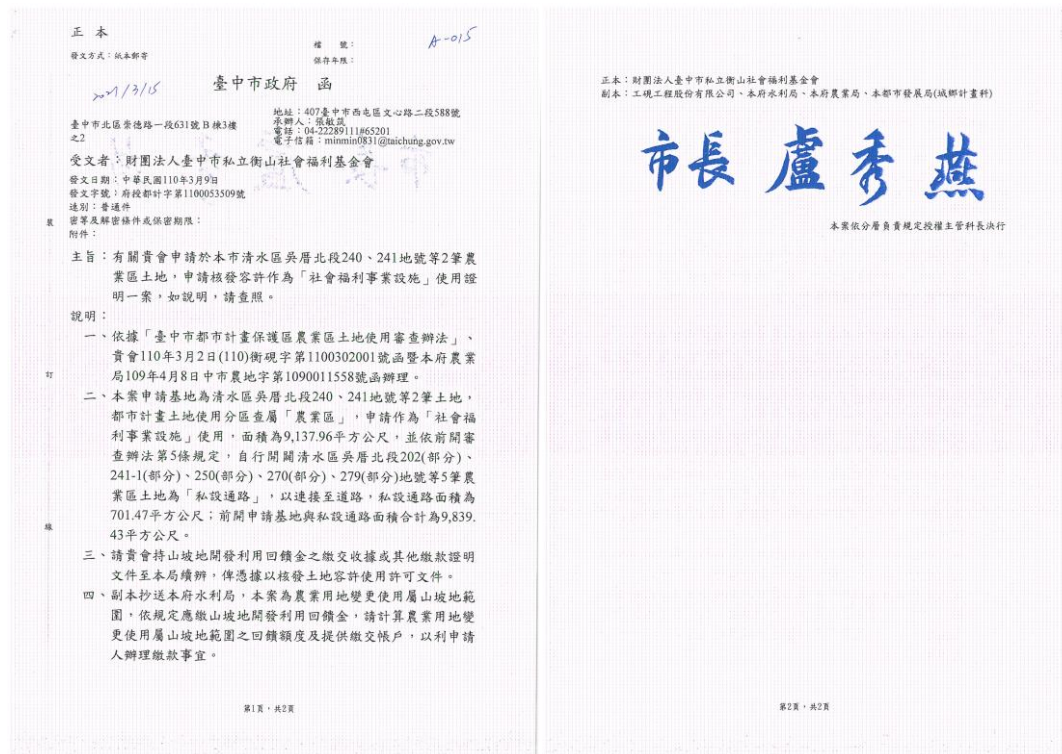 正本
發文方式：紙本郵寄
檔　　號：
保存年限：
A-015
2021/3/15
臺中市政府　函
地址：407臺中市西屯區文心路二段588號
承辦人：張敏箴
電話：04-22289111#65201
電子信箱：minmin0831@taichung.gov.tw
臺中市北區崇德路一段631號 B 棟3樓
之2
受文者：財團法人臺中市私立衡山社會福利基金會
發文日期：中華民國110年3月9日
發文字號：府授都計字第1100053509號
速別：普通件
密等及解密條件或保密期限：
附件：
主旨：有關貴會申請於本市清水區吳厝北段240、241地號等2筆農
業區土地，申請核發容許作為「社會福利事業設施」使用證
明一案，如說明，請查照。
說明：
一、依據「臺中市都市計畫保護區農業區土地使用審查辦法」、
貴會110年3月2日(110)衡硯字第1100302001號函暨本府農業
局109年4月8日中市農地字第1090011558號函辦理。
二、本案申請基地為清水區吳厝北段240、241地號等2筆土地，
都市計畫土地使用分區查屬「農業區」，申請作為「社會福
利事業設施」使用，面積為9,137.96平方公尺，並依前開審
查辦法第5條規定，自行開闢清水區吳厝北段202(部分)、
241-1(部分)、250(部分)、270(部分)、279(部分)地號等5筆農
業區土地為「私設通路」，以連接至道路，私設通路面積為
701.47平方公尺；前開申請基地與私設通路面積合計為9,839.
43平方公尺。
三、請貴會持山坡地開發利用回饋金之繳交收據或其他繳款證明
文件至本局續辦，俾憑據以核發土地容許使用許可文件。
四、副本抄送本府水利局，本案為農業用地變更使用屬山坡地範
圍，依規定應繳山坡地開發利用回饋金，請計算農業用地變
更使用屬山坡地範圍之回饋額度及提供繳交帳戶，以利申請
人辦理繳款事宜。
裝
訂
線
第1頁，共2頁
正本：財團法人臺中市私立衡山社會福利基金會
副本：工硯工程股份有限公司、本府水利局、本府農業局、本都市發展局(城鄉計畫科)
市長 盧秀燕
本案依分層負責規定授權主管科長決行
第2頁，共2頁